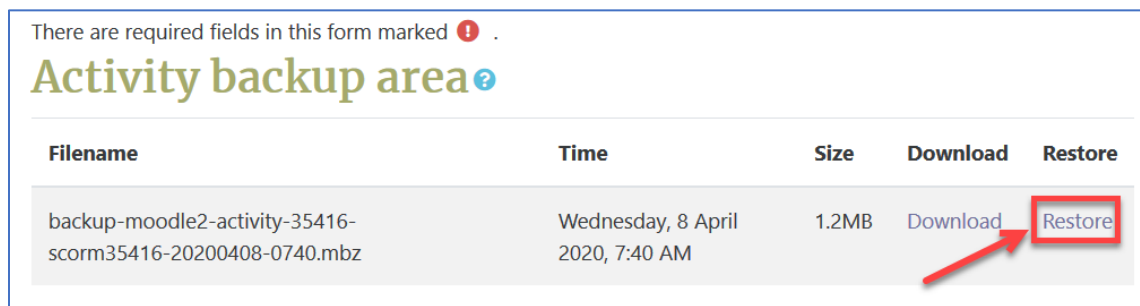 There are required fields in this form marked ! .
Activity backup area ?
Filename Time Size Download Restore
backup-moodle2-activity-35416- Wednesday, 8 April 1.2MB Download Restore
scorm35416-20200408-0740.mbz 2020, 7:40 AM